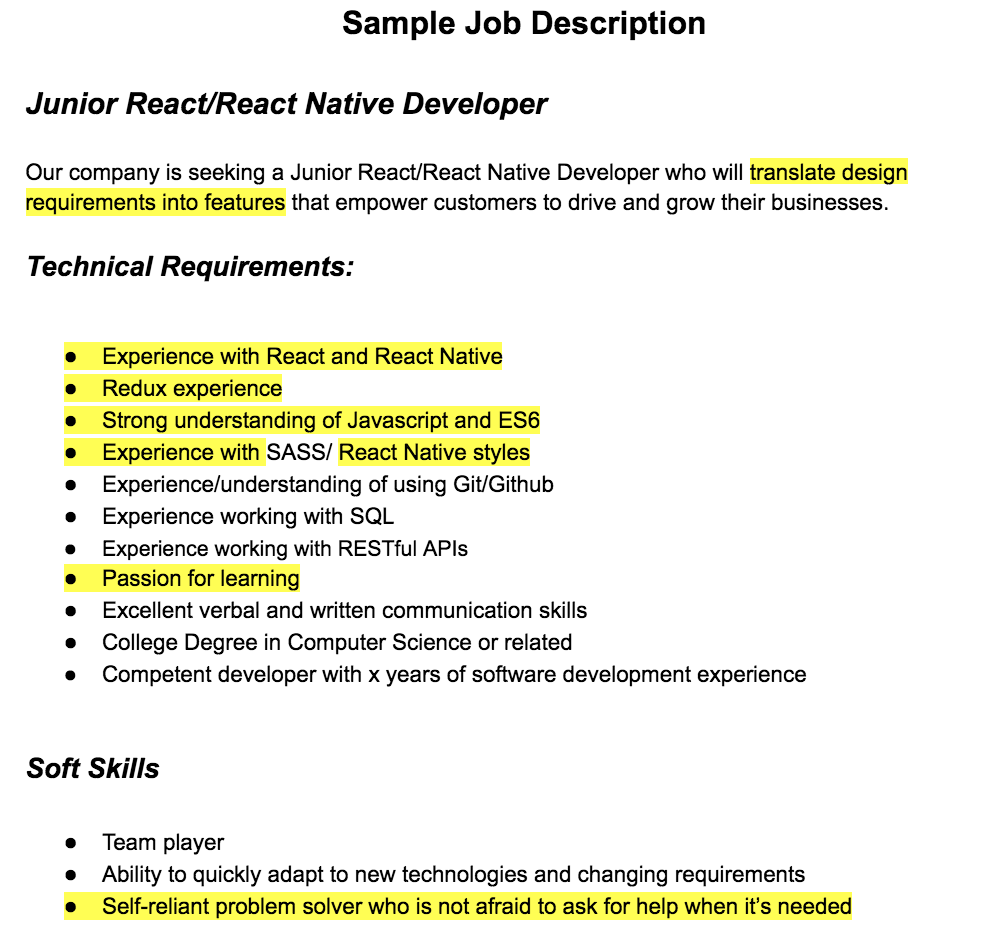 Sample Job Description
Junior React/React Native Developer
Our company is seeking a Junior React/React Native Developer who will translate design
requirements into features that empower customers to drive and grow their businesses.
Technical Requirements:
● Experience with React and React Native
● Redux experience
● Strong understanding of Javascript and ES6
● Experience with SASS/ React Native styles
● Experience/understanding of using Git/Github
● Experience working with SQL
● Experience working with RESTful APIs
● Passion for learning
● Excellent verbal and written communication skills
● College Degree in Computer Science or related
● Competent developer with x years of software development experience
Soft Skills
● Team player
● Ability to quickly adapt to new technologies and changing requirements
● Self-reliant problem solver who is not afraid to ask for help when it’s needed